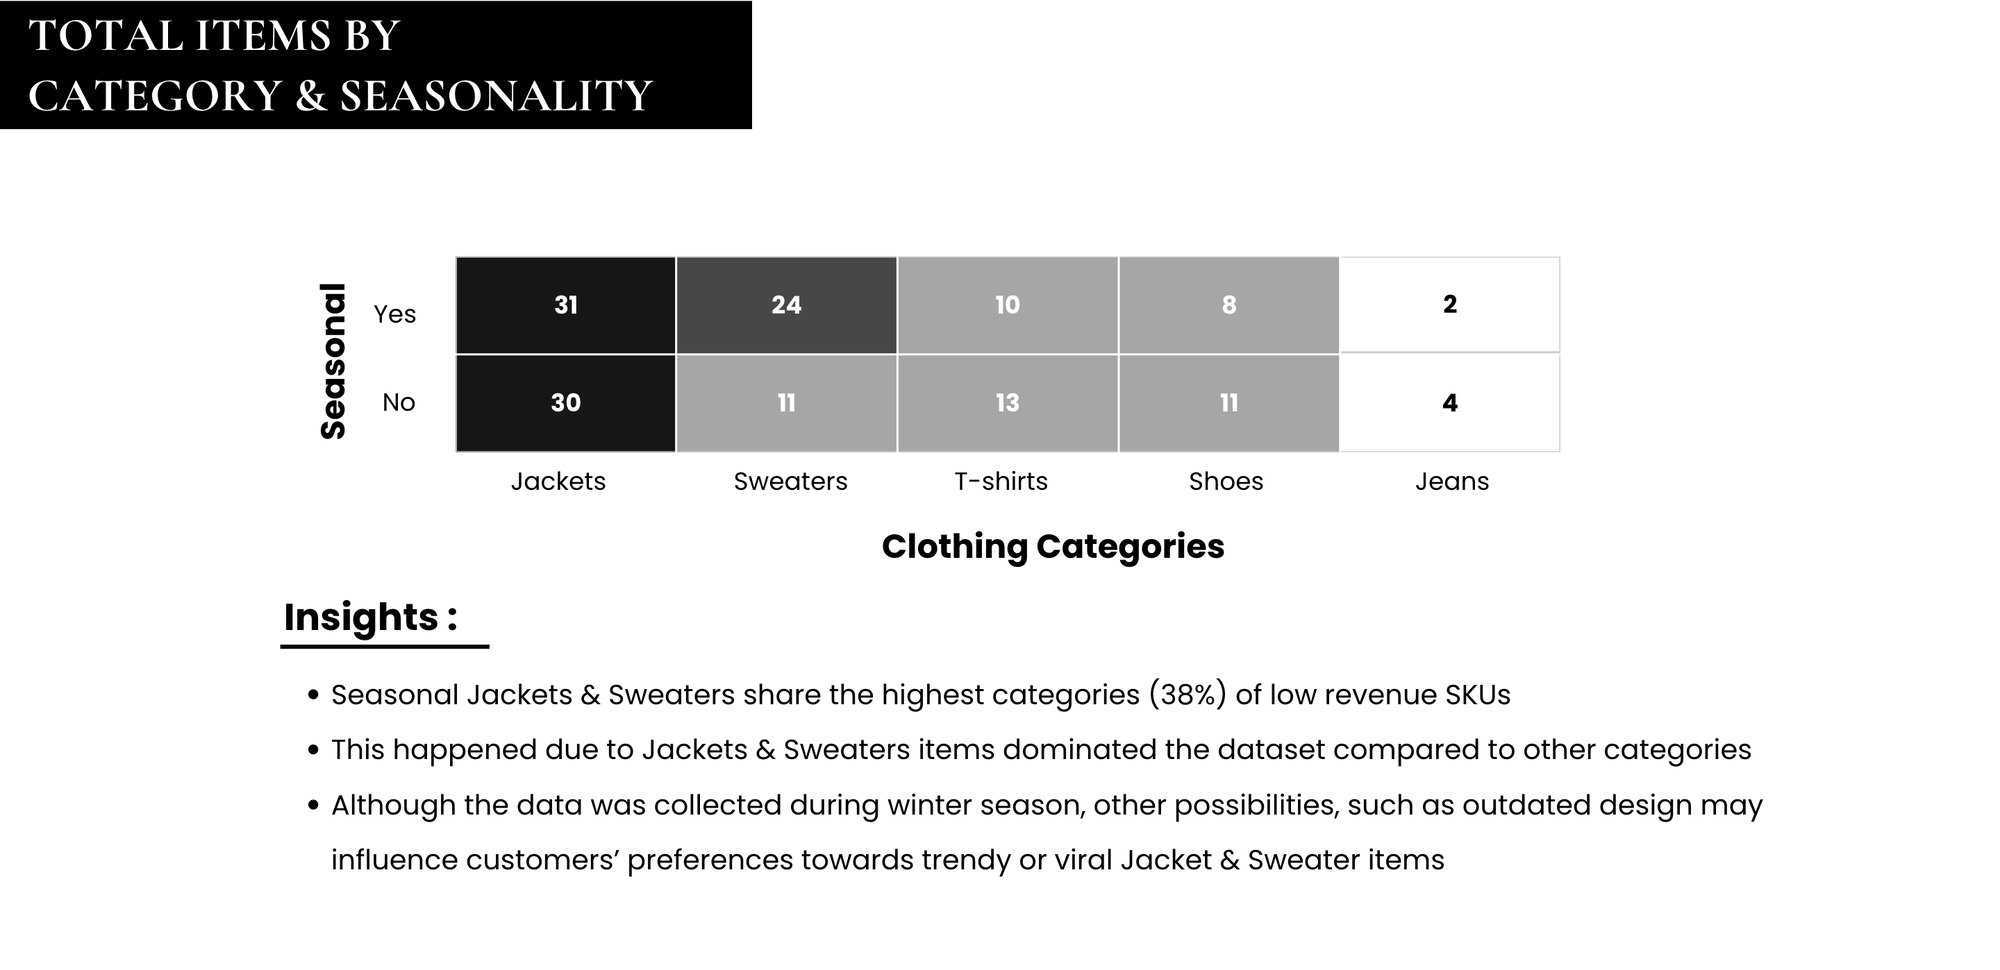 TOTAL ITEMS BY
CATEGORY & SEASONALITY
Seasonal
Yes
31
24
10
8
2
No
30
11
13
11
4
Jackets
Sweaters
T-shirts
Shoes
Jeans
Clothing Categories
Insights :
• Seasonal Jackets & Sweaters share the highest categories (38%) of low revenue SKUs
• This happened due to Jackets & Sweaters items dominated the dataset compared to other categories
• Although the data was collected during winter season, other possibilities, such as outdated design may
influence customers’ preferences towards trendy or viral Jacket & Sweater items